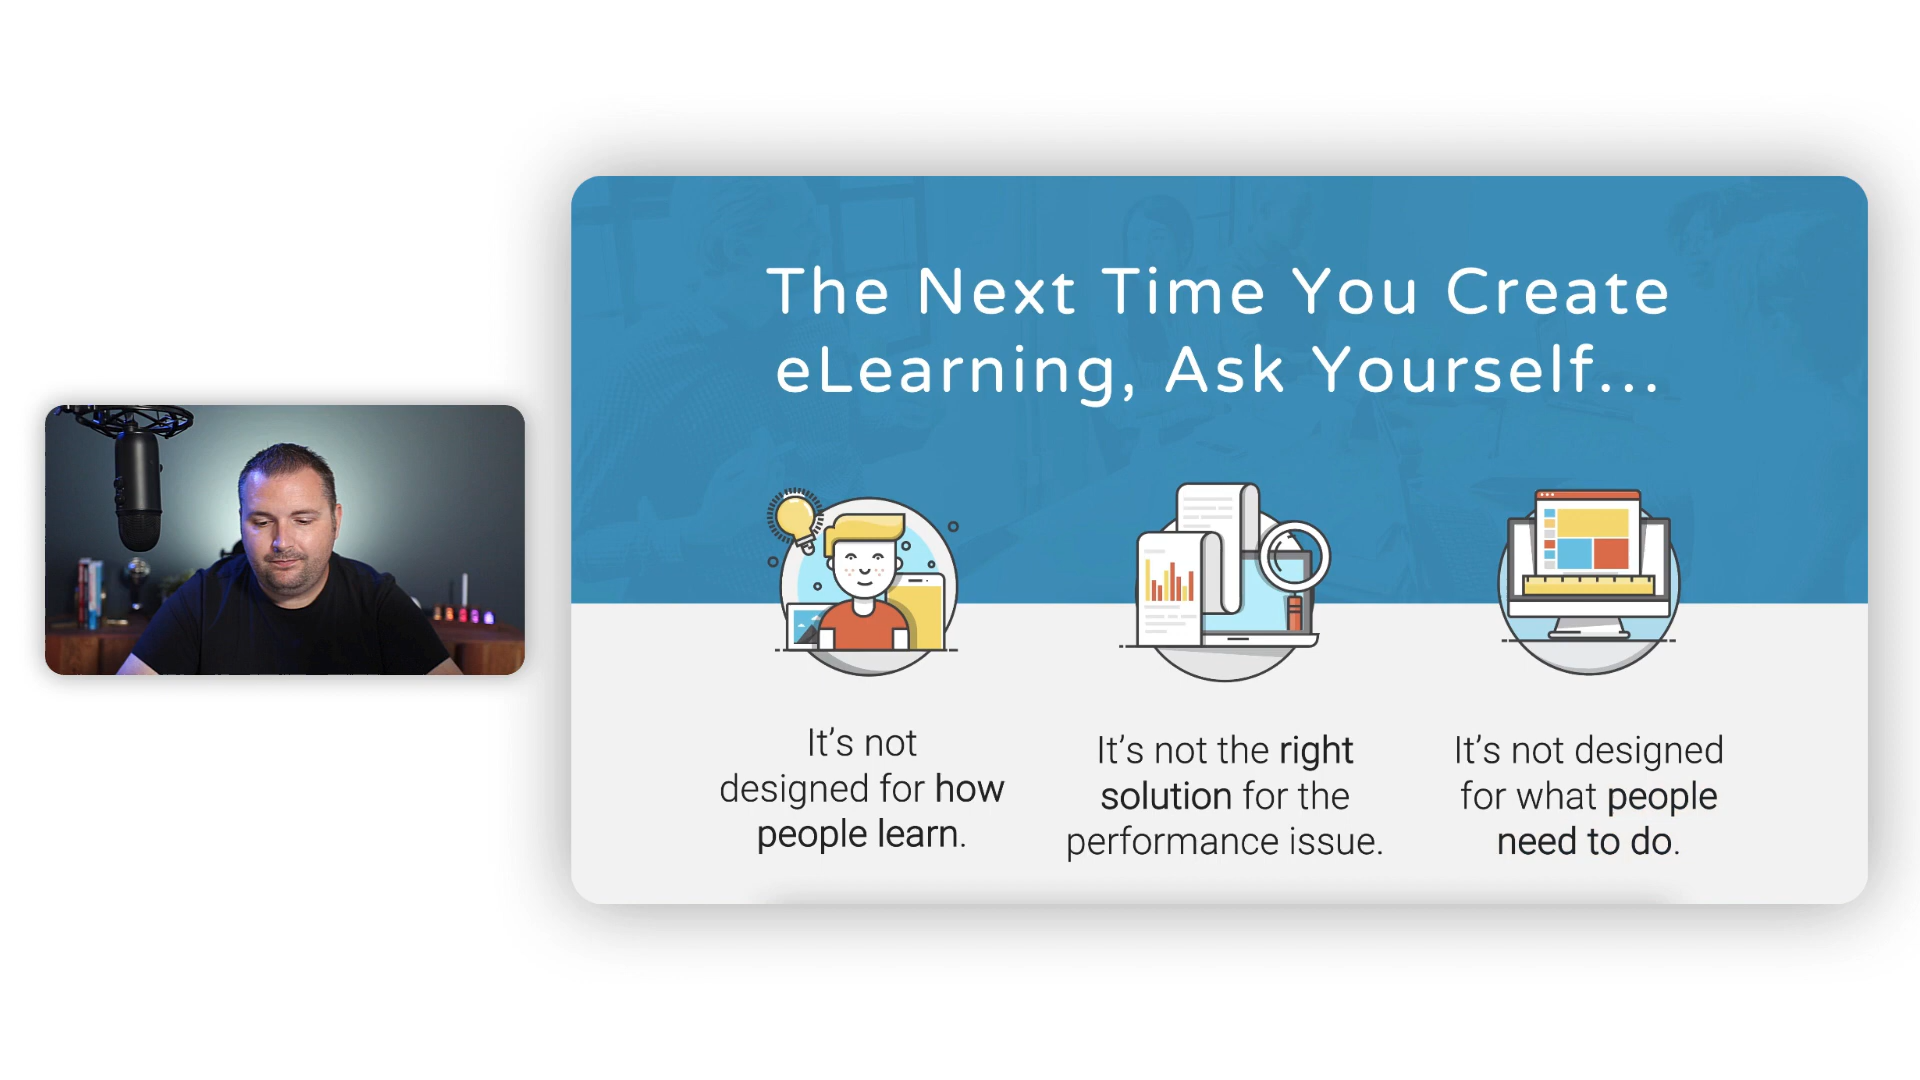 The Next Time You Create
eLearning, Ask Yourself...
It’s not
designed for how
people learn.
It’s not the right
solution for the
performance issue.
It’s not designed
for what people
need to do.